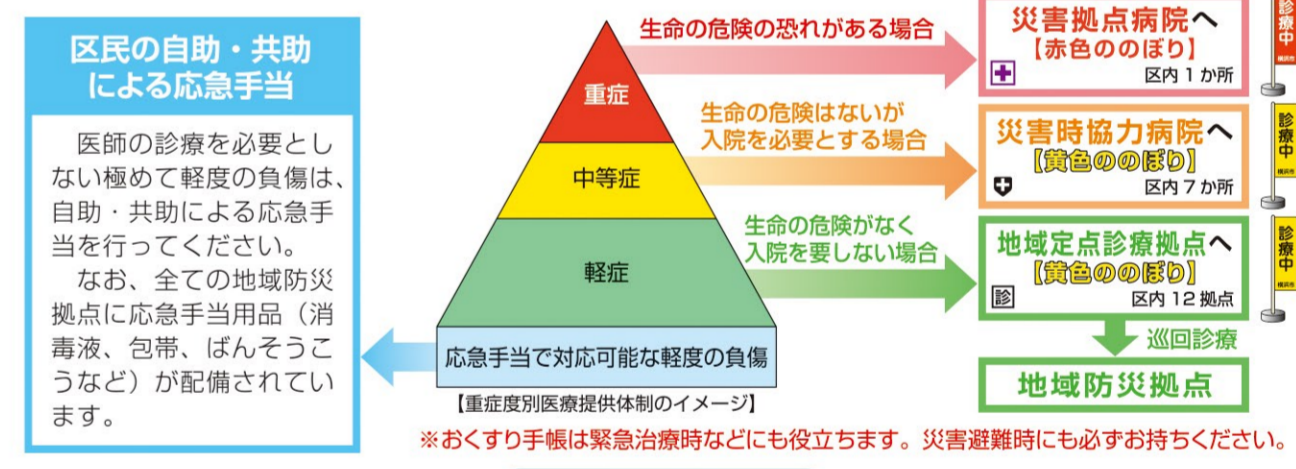 区民の自助・共助
による応急手当
医師の診療を必要とし
ない極めて軽度の負傷は、
自助・共助による応急手
当を行ってください。
なお、全ての地域防災
拠点に応急手当用品（消
毒液、包帯、ばんそうこ
うなど）が配備されてい
ます。
重症
中等症
軽症
応急手当で対応可能な軽度の負傷
【重症度別医療提供体制のイメージ】
生命の危険の恐れがある場合
災害拠点病院へ
【赤色ののぼり】
区内1か所
診療中
横浜市
生命の危険はないが
入院を必要とする場合
災害時協力病院へ
【黄色ののぼり】
区内7か所
診療中
横浜市
生命の危険がなく
入院を要しない場合
地域定点診療拠点へ
【黄色ののぼり】
診
区内12拠点
診療中
横浜市
巡回診療
地域防災拠点
※おくすり手帳は緊急治療時などにも役立ちます。災害避難時にも必ずお持ちください。